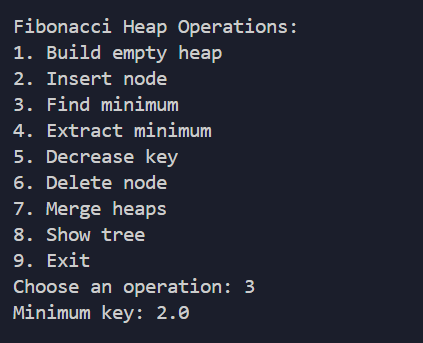 Fibonacci Heap Operations:
1. Build empty heap
2. Insert node
3. Find minimum
4. Extract minimum
5. Decrease key
6. Delete node
7. Merge heaps
8. Show tree
9. Exit
Choose an operation: 3
Minimum key: 2.0